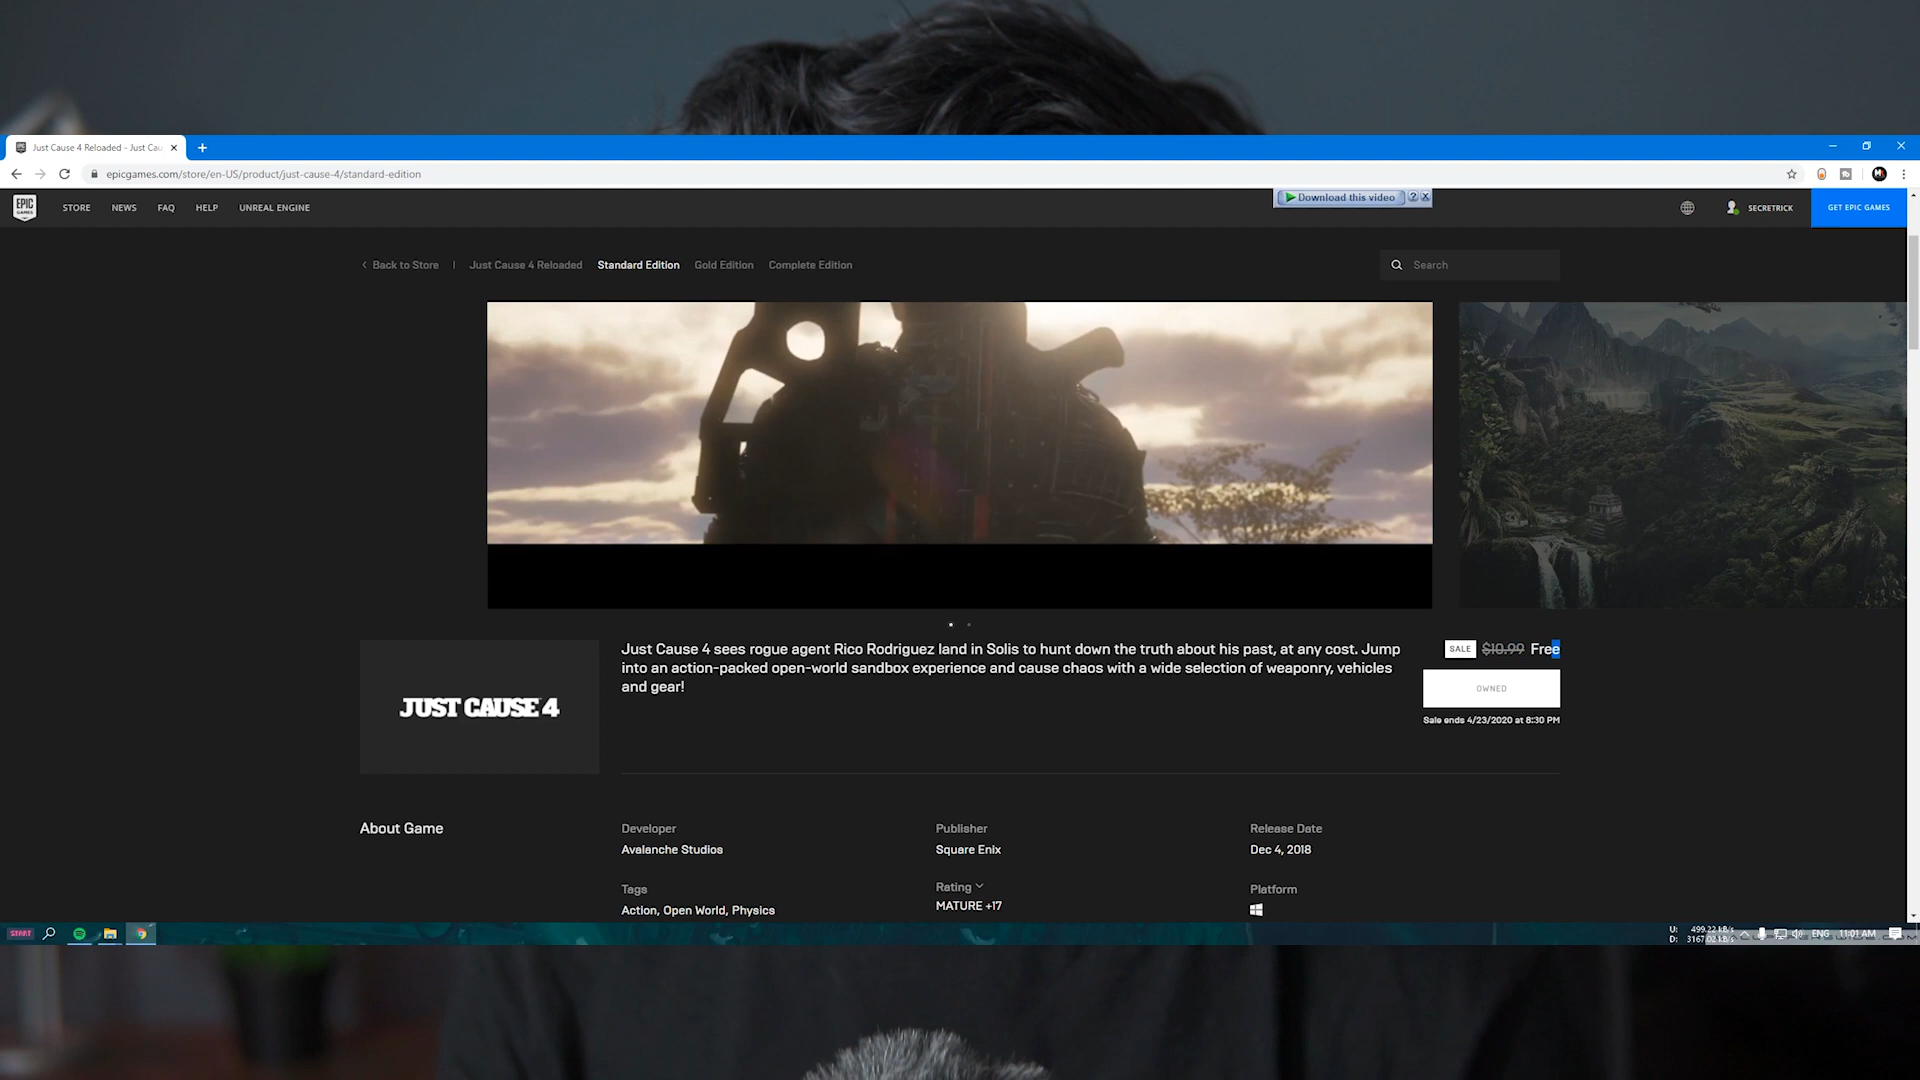 Just Cause 4 Reloaded - Just Cau
epicgames.com/store/en-US/product/just-cause-4/standard-edition
EPIC GAMES
STORE NEWS FAQ HELP UNREAL ENGINE
Download this video ? X
SECRETRICK
GET EPIC GAMES
Back to Store | Just Cause 4 Reloaded Standard Edition Gold Edition Complete Edition
Search
JUST CAUSE 4
Just Cause 4 sees rogue agent Rico Rodriguez land in Solis to hunt down the truth about his past, at any cost. Jump
into an action-packed open-world sandbox experience and cause chaos with a wide selection of weaponry, vehicles
and gear!
SALE $10.99 Free
OWNED
Sale ends 4/23/2020 at 8:30 PM
About Game
Developer
Avalanche Studios
Publisher
Square Enix
Release Date
Dec 4, 2018
Tags
Action, Open World, Physics
Rating
MATURE +17
Platform
START
U: 499.22 kB/s
D: 3167.02 kB/s
ENG 11:01 AM